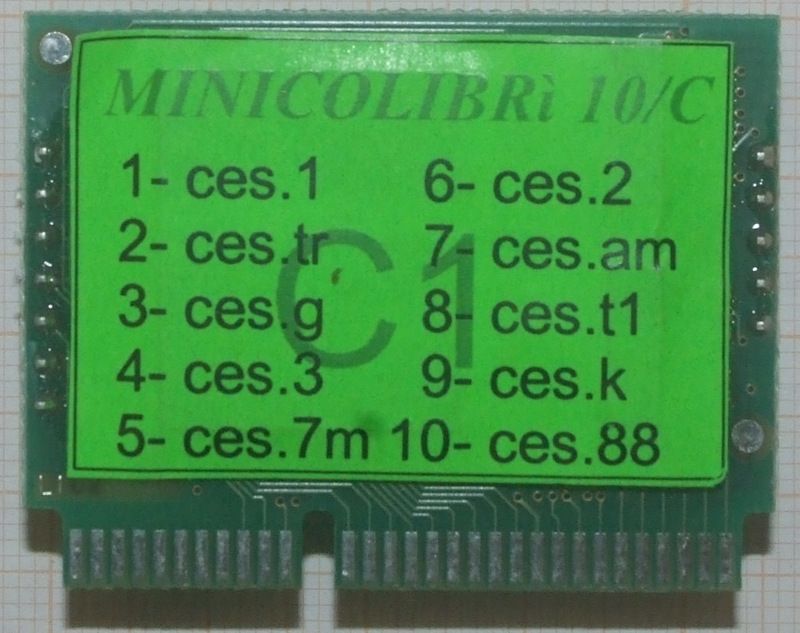 MINICOLIBRì 10/C
1- ces.1 6- ces.2
2- ces.tr 7- ces.am
C1
3- ces.g 8- ces.t1
4- ces.3 9- ces.k
5- ces.7m 10- ces.88